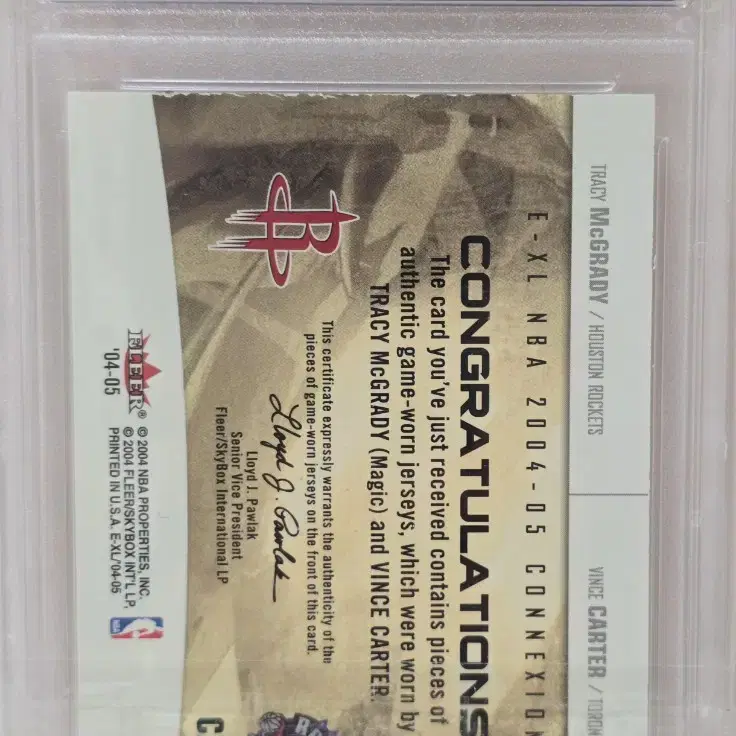 TRACY McGRADY / HOUSTON ROCKETS
VINCE CARTER /
E-XL NBA 2004-05
CONGRATULATIONS
The card you've just received contains pieces of
authentic game-worn jerseys, which were worn by
TRACY McGRADY (Magic) and VINCE CARTER.
This certificate expressly warrants the authenticity of the
pieces of game-worn jerseys on the front of this card.
Lloyd J. Pawlak
Lloyd J. Pawlak
Senior Vice President
Fleer/SkyBox International LP
R
FLEER®
'04-05
© 2004 NBA PROPERTIES, INC.
© 2004 FLEER/SKYBOX INT'L LP.
PRINTED IN U.S.A. E-XL/'04-05
NBA